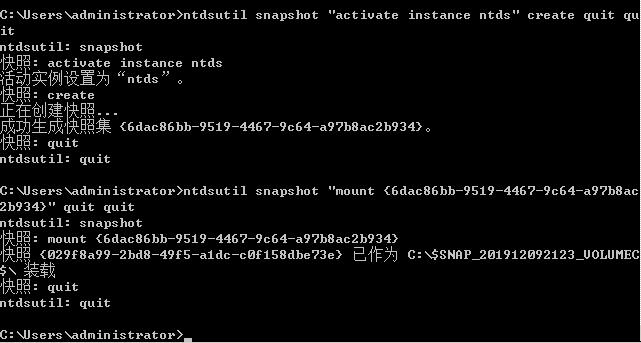 C:\Users\administrator>ntdsutil snapshot "activate instance ntds" create quit qu
it
ntdsutil: snapshot
快照: activate instance ntds
活动实例设置为“ntds”。
快照: create
正在创建快照...
成功生成快照集 {6dac86bb-9519-4467-9c64-a97b8ac2b934}。
快照: quit
ntdsutil: quit
C:\Users\administrator>ntdsutil snapshot "mount {6dac86bb-9519-4467-9c64-a97b8ac
2b934}" quit quit
ntdsutil: snapshot
快照: mount {6dac86bb-9519-4467-9c64-a97b8ac2b934}
快照 {029f8a99-2bd8-49f5-a1dc-c0f158dbe73e} 已作为 C:\$SNAP_201912092123_VOLUMEC
$\ 装载
快照: quit
ntdsutil: quit
C:\Users\administrator>